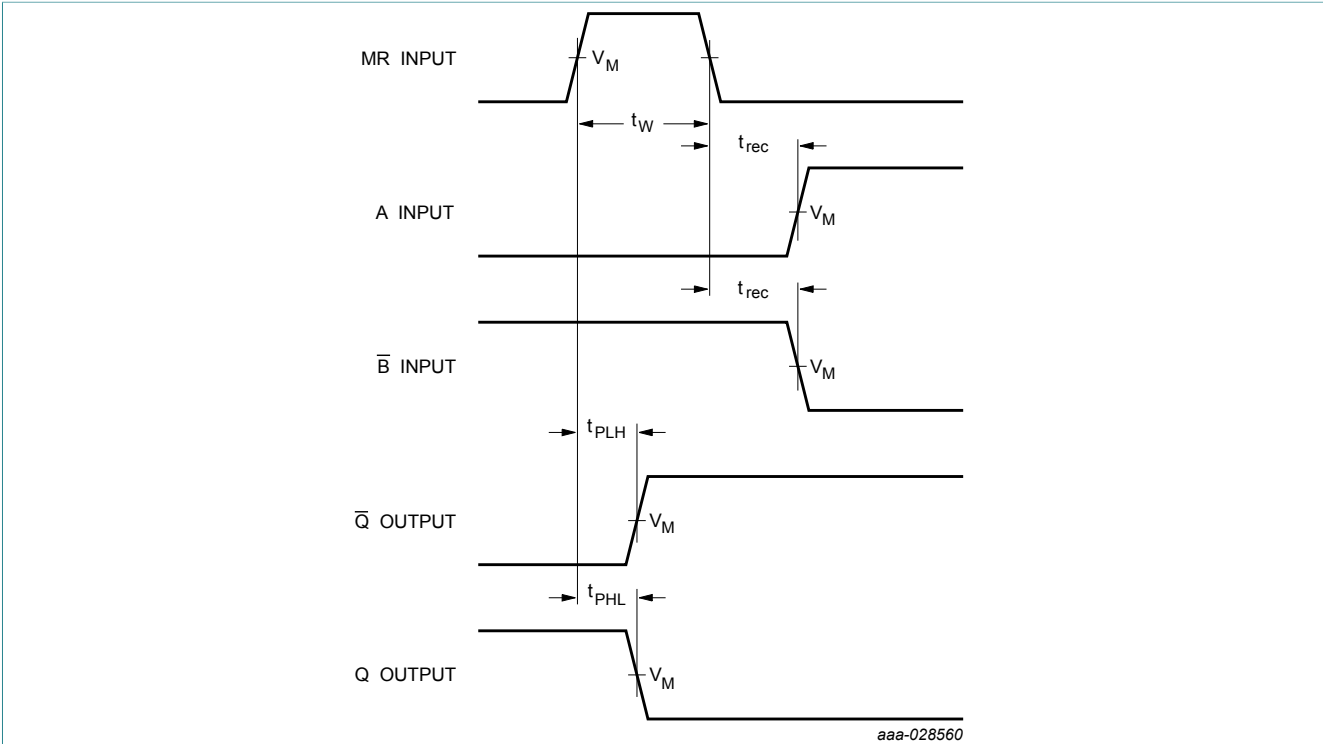 MR INPUT
V_M
t_W
t_rec
A INPUT
V_M
t_rec
B̅ INPUT
V_M
t_PLH
Q̅ OUTPUT
V_M
t_PHL
Q OUTPUT
V_M
aaa-028560